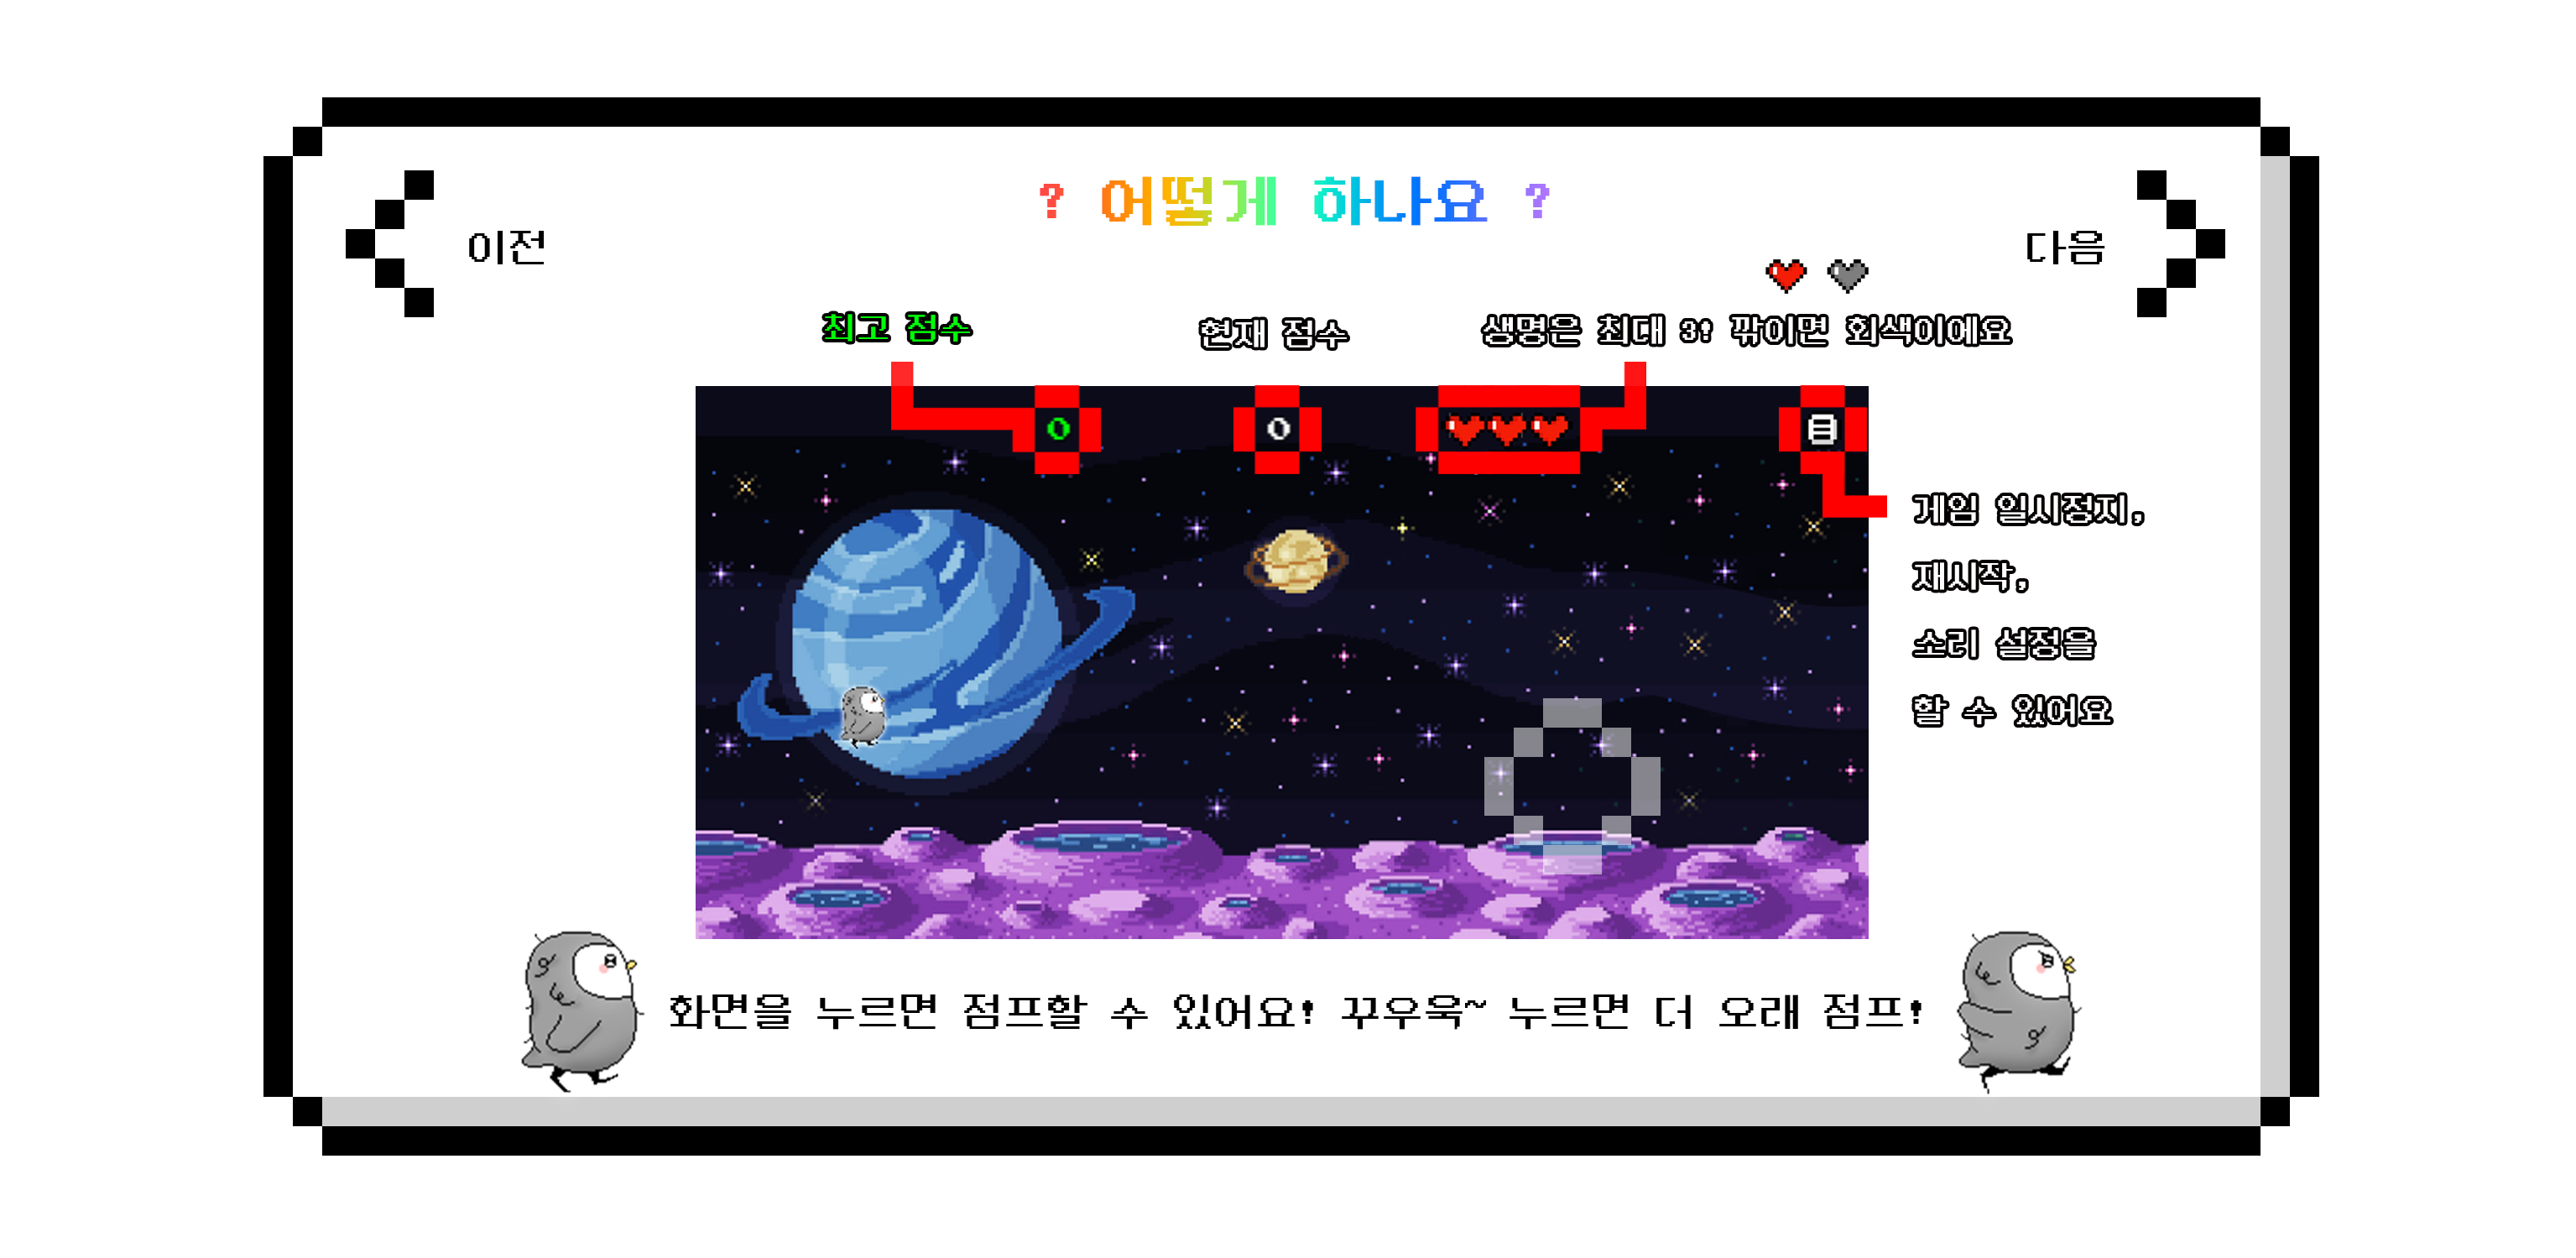 ? 어떻게 하나요 ?
이전
다음
최고 점수
현재 점수
생명은 최대 3! 깎이면 회색이에요
0
0
게임 일시정지,
재시작,
소리 설정을
할 수 있어요
화면을 누르면 점프할 수 있어요! 꾸우욱~ 누르면 더 오래 점프!